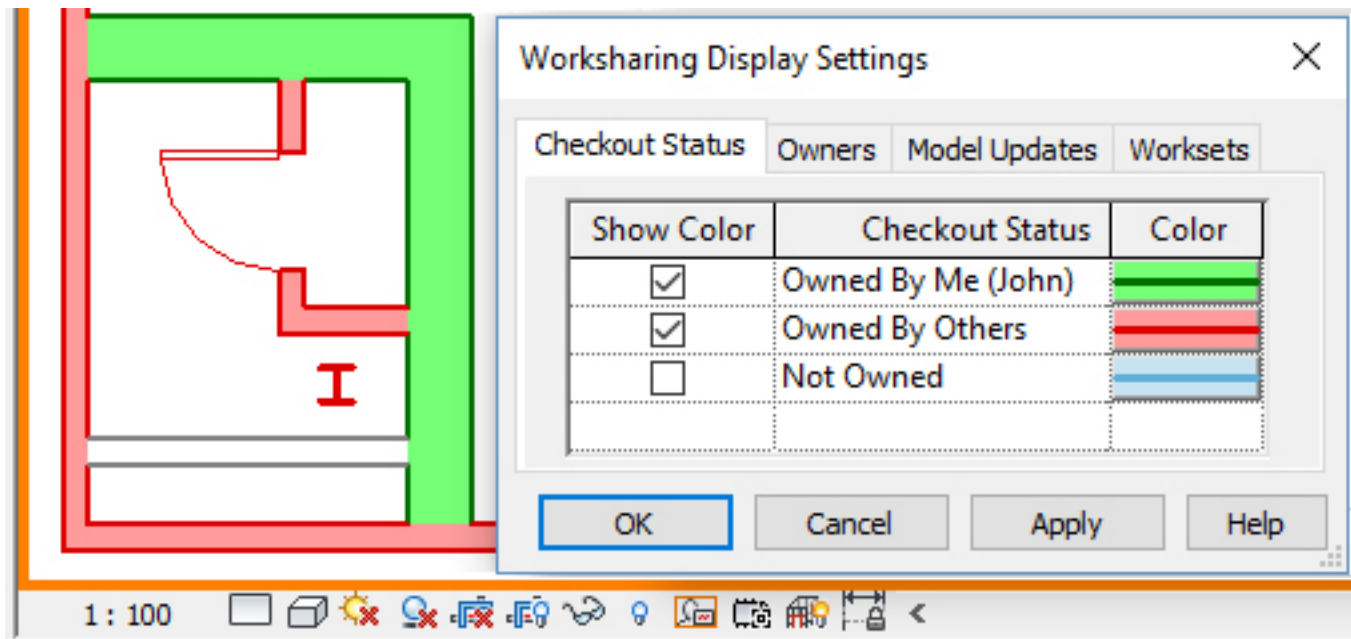 Worksharing Display Settings
Checkout Status Owners Model Updates Worksets
Show Color Checkout Status Color
Owned By Me (John)
Owned By Others
Not Owned
OK Cancel Apply Help
1 : 100